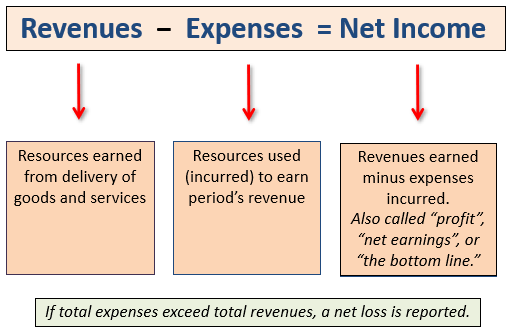 Revenues – Expenses = Net Income
Resources earned
from delivery of
goods and services
Resources used
(incurred) to earn
period’s revenue
Revenues earned
minus expenses
incurred.
Also called “profit”,
“net earnings”, or
“the bottom line.”
If total expenses exceed total revenues, a net loss is reported.